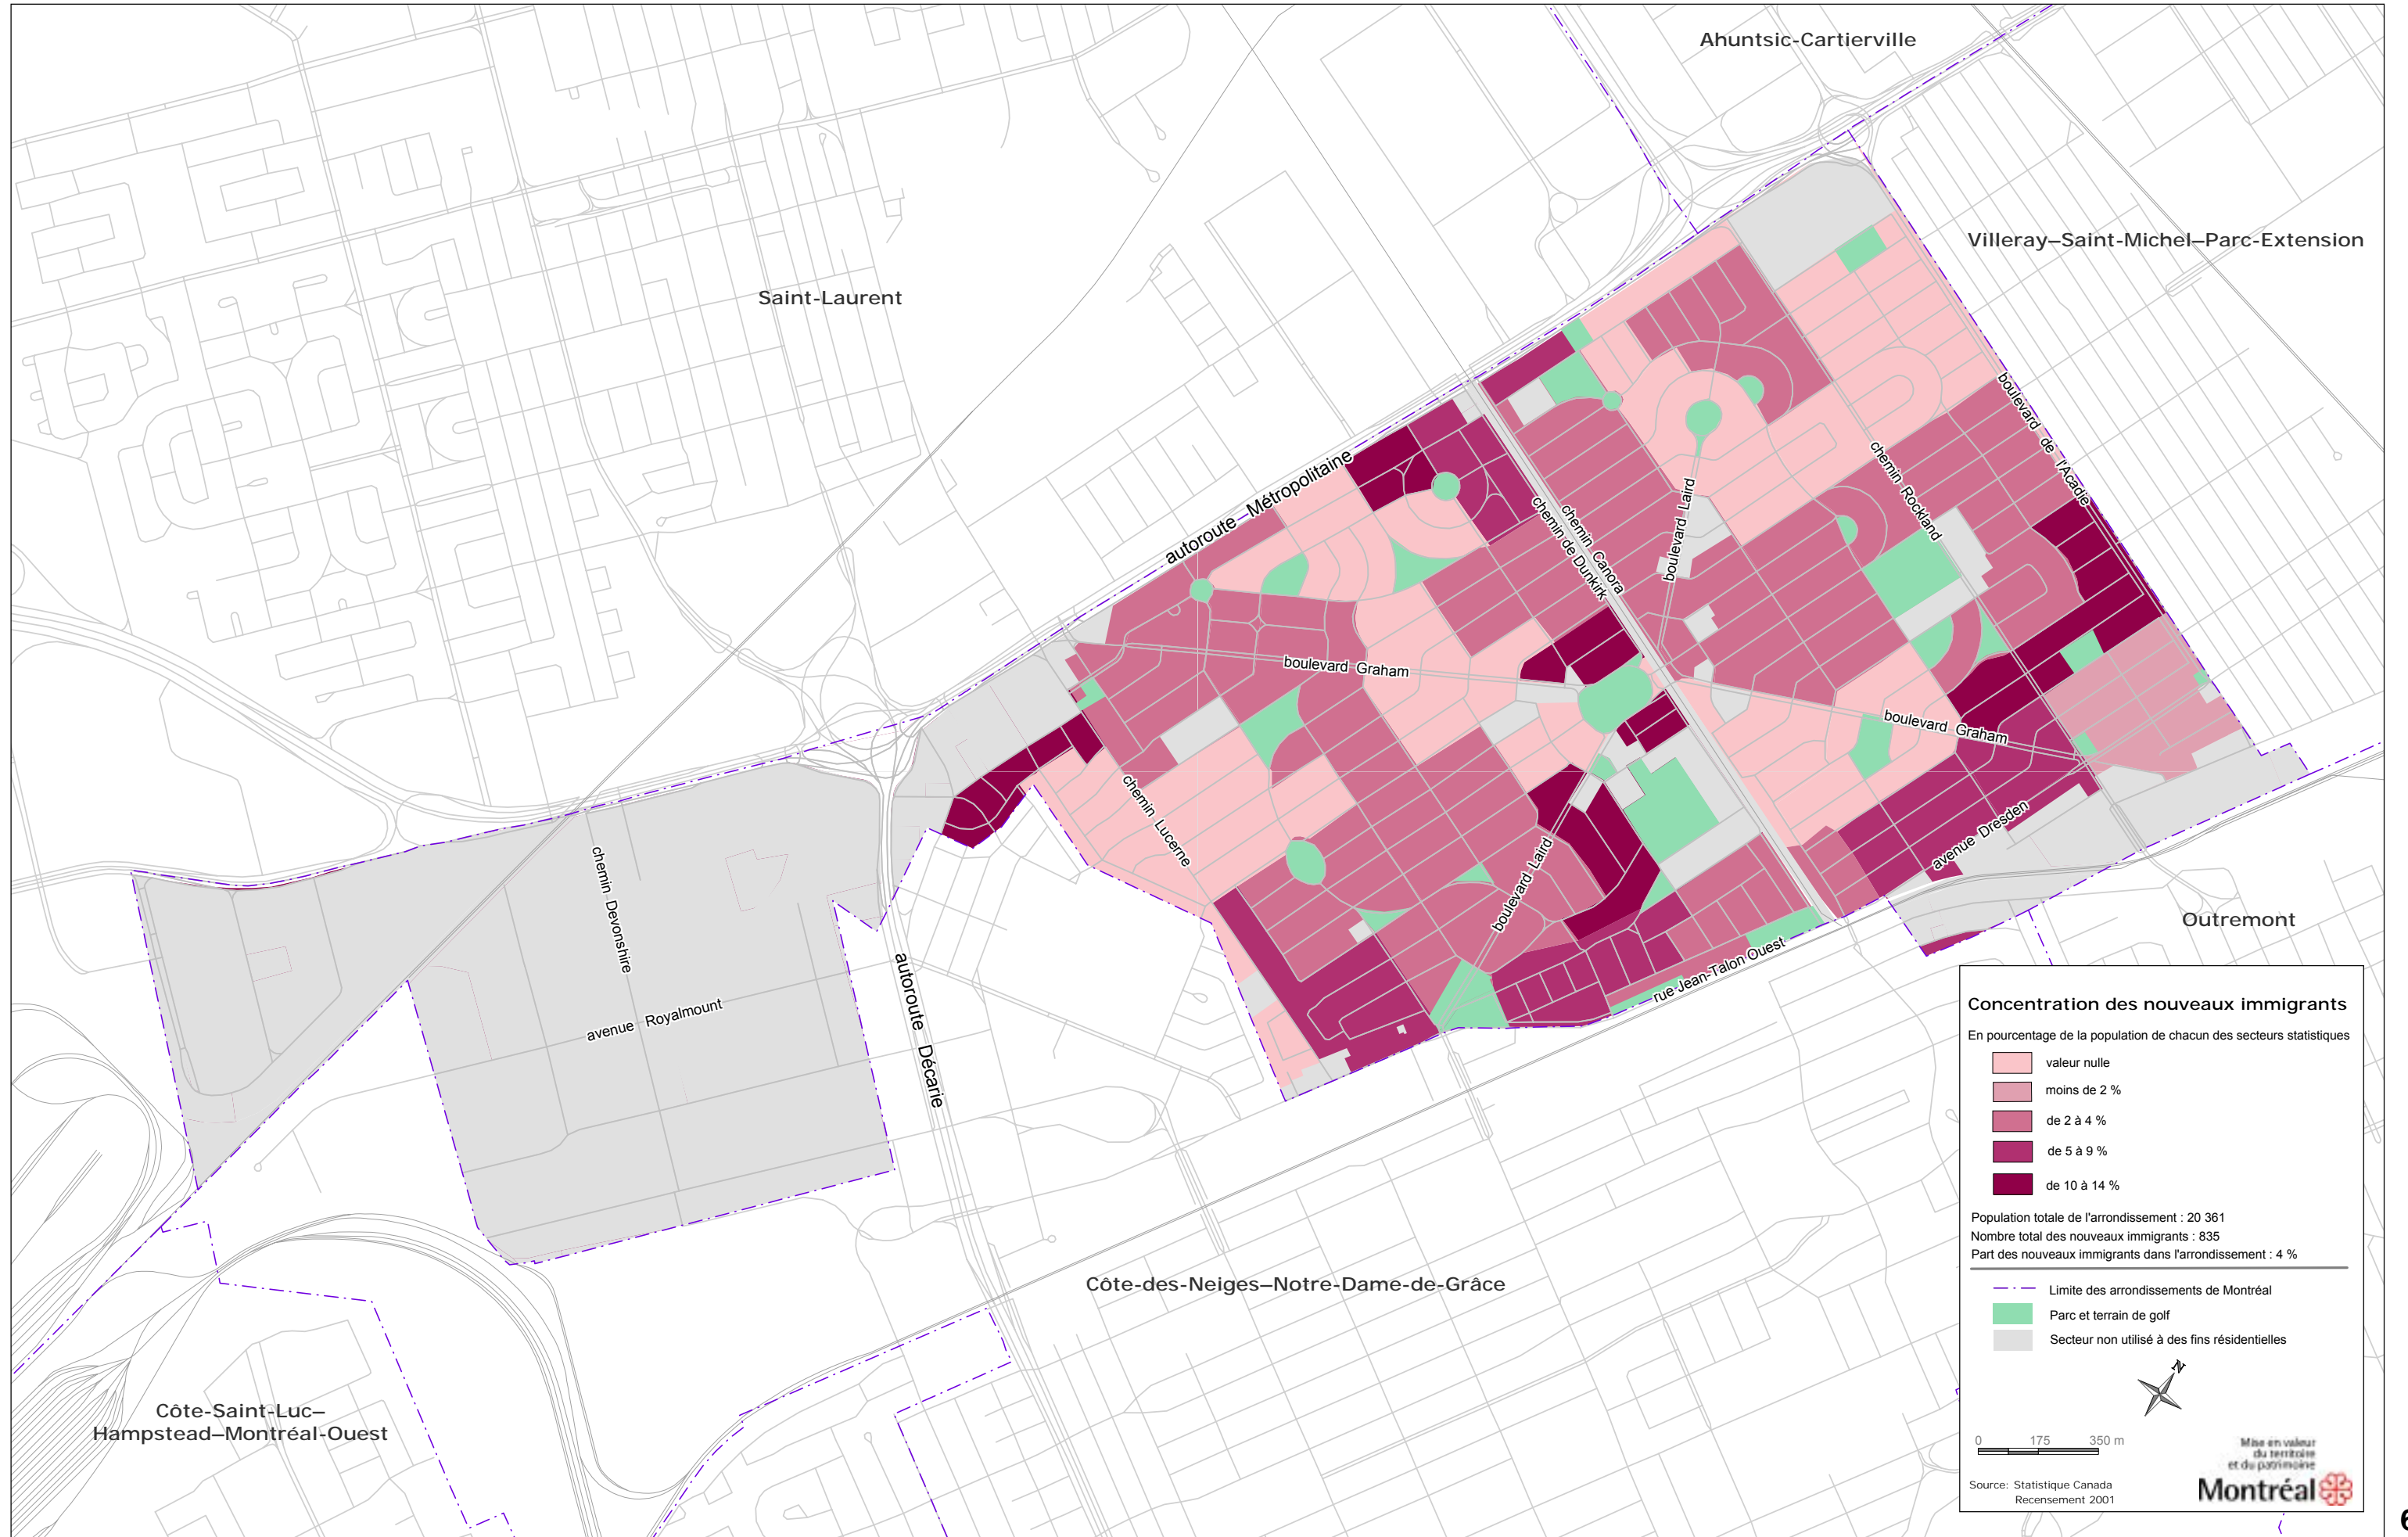 Ahuntsic-Cartierville
Villeray–Saint-Michel–Parc-Extension
Saint-Laurent
boulevard de l'Acadie
chemin Rockland
autoroute Métropolitaine
boulevard Laird
chemin Canora
chemin de Dunkirk
boulevard Graham
boulevard Graham
chemin Lucerne
avenue Dresden
boulevard Laird
chemin Devonshire
avenue Royalmount
autoroute Décarie
rue Jean-Talon Ouest
Outremont
Côte-des-Neiges–Notre-Dame-de-Grâce
Côte-Saint-Luc–
Hampstead–Montréal-Ouest
Concentration des nouveaux immigrants
En pourcentage de la population de chacun des secteurs statistiques
valeur nulle
moins de 2 %
de 2 à 4 %
de 5 à 9 %
de 10 à 14 %
Population totale de l'arrondissement : 20 361
Nombre total des nouveaux immigrants : 835
Part des nouveaux immigrants dans l'arrondissement : 4 %
Limite des arrondissements de Montréal
Parc et terrain de golf
Secteur non utilisé à des fins résidentielles
N
0 175 350 m
Mise en valeur
du territoire
et du patrimoine
Montréal
Source: Statistique Canada
Recensement 2001